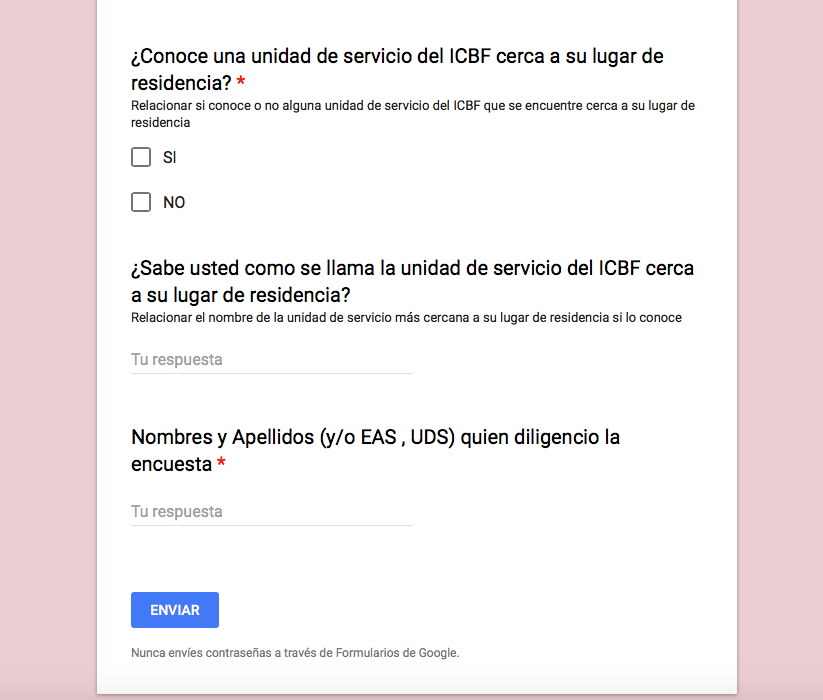 ¿Conoce una unidad de servicio del ICBF cerca a su lugar de
residencia? *
Relacionar si conoce o no alguna unidad de servicio del ICBF que se encuentre cerca a su lugar de
residencia
SI
NO
¿Sabe usted como se llama la unidad de servicio del ICBF cerca
a su lugar de residencia?
Relacionar el nombre de la unidad de servicio más cercana a su lugar de residencia si lo conoce
Tu respuesta
Nombres y Apellidos (y/o EAS , UDS) quien diligencio la
encuesta *
Tu respuesta
ENVIAR
Nunca envíes contraseñas a través de Formularios de Google.